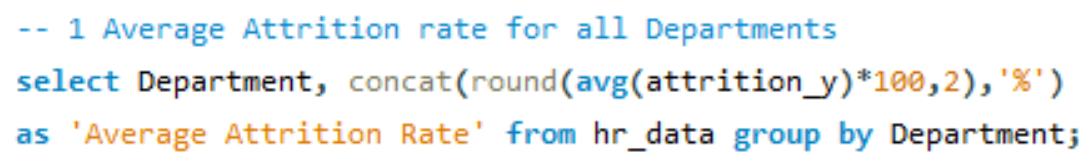 -- 1 Average Attrition rate for all Departments
select Department, concat(round(avg(attrition_y)*100,2),'%')
as 'Average Attrition Rate' from hr_data group by Department;